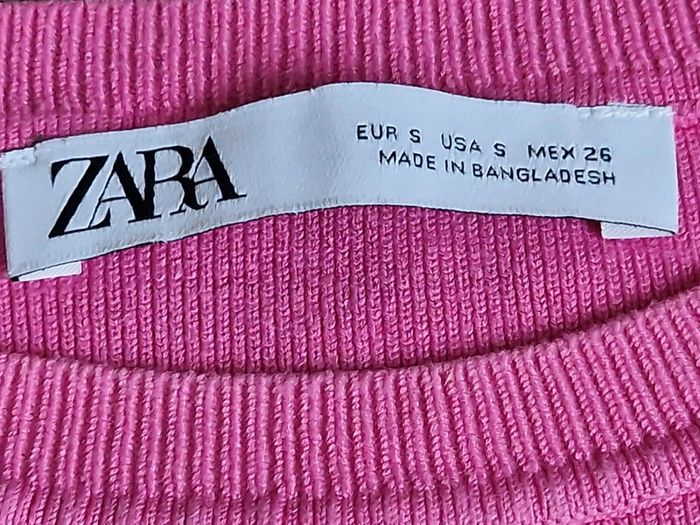 ZARA
EUR S USA S MEX 26
MADE IN BANGLADESH